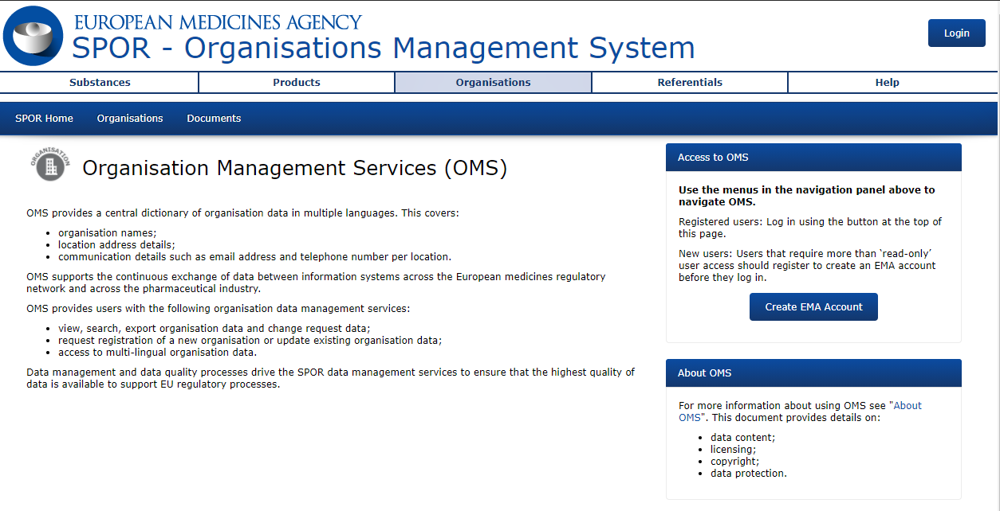 EUROPEAN MEDICINES AGENCY
SPOR - Organisations Management System
Login
Substances
Products
Organisations
Referentials
Help
SPOR Home
Organisations
Documents
ORGANISATION
Organisation Management Services (OMS)
OMS provides a central dictionary of organisation data in multiple languages. This covers:
• organisation names;
• location address details;
• communication details such as email address and telephone number per location.
OMS supports the continuous exchange of data between information systems across the European medicines regulatory
network and across the pharmaceutical industry.
OMS provides users with the following organisation data management services:
• view, search, export organisation data and change request data;
• request registration of a new organisation or update existing organisation data;
• access to multi-lingual organisation data.
Data management and data quality processes drive the SPOR data management services to ensure that the highest quality of
data is available to support EU regulatory processes.
Access to OMS
Use the menus in the navigation panel above to
navigate OMS.
Registered users: Log in using the button at the top of
this page.
New users: Users that require more than ‘read-only’
user access should register to create an EMA account
before they log in.
Create EMA Account
About OMS
For more information about using OMS see "About
OMS". This document provides details on:
• data content;
• licensing;
• copyright;
• data protection.